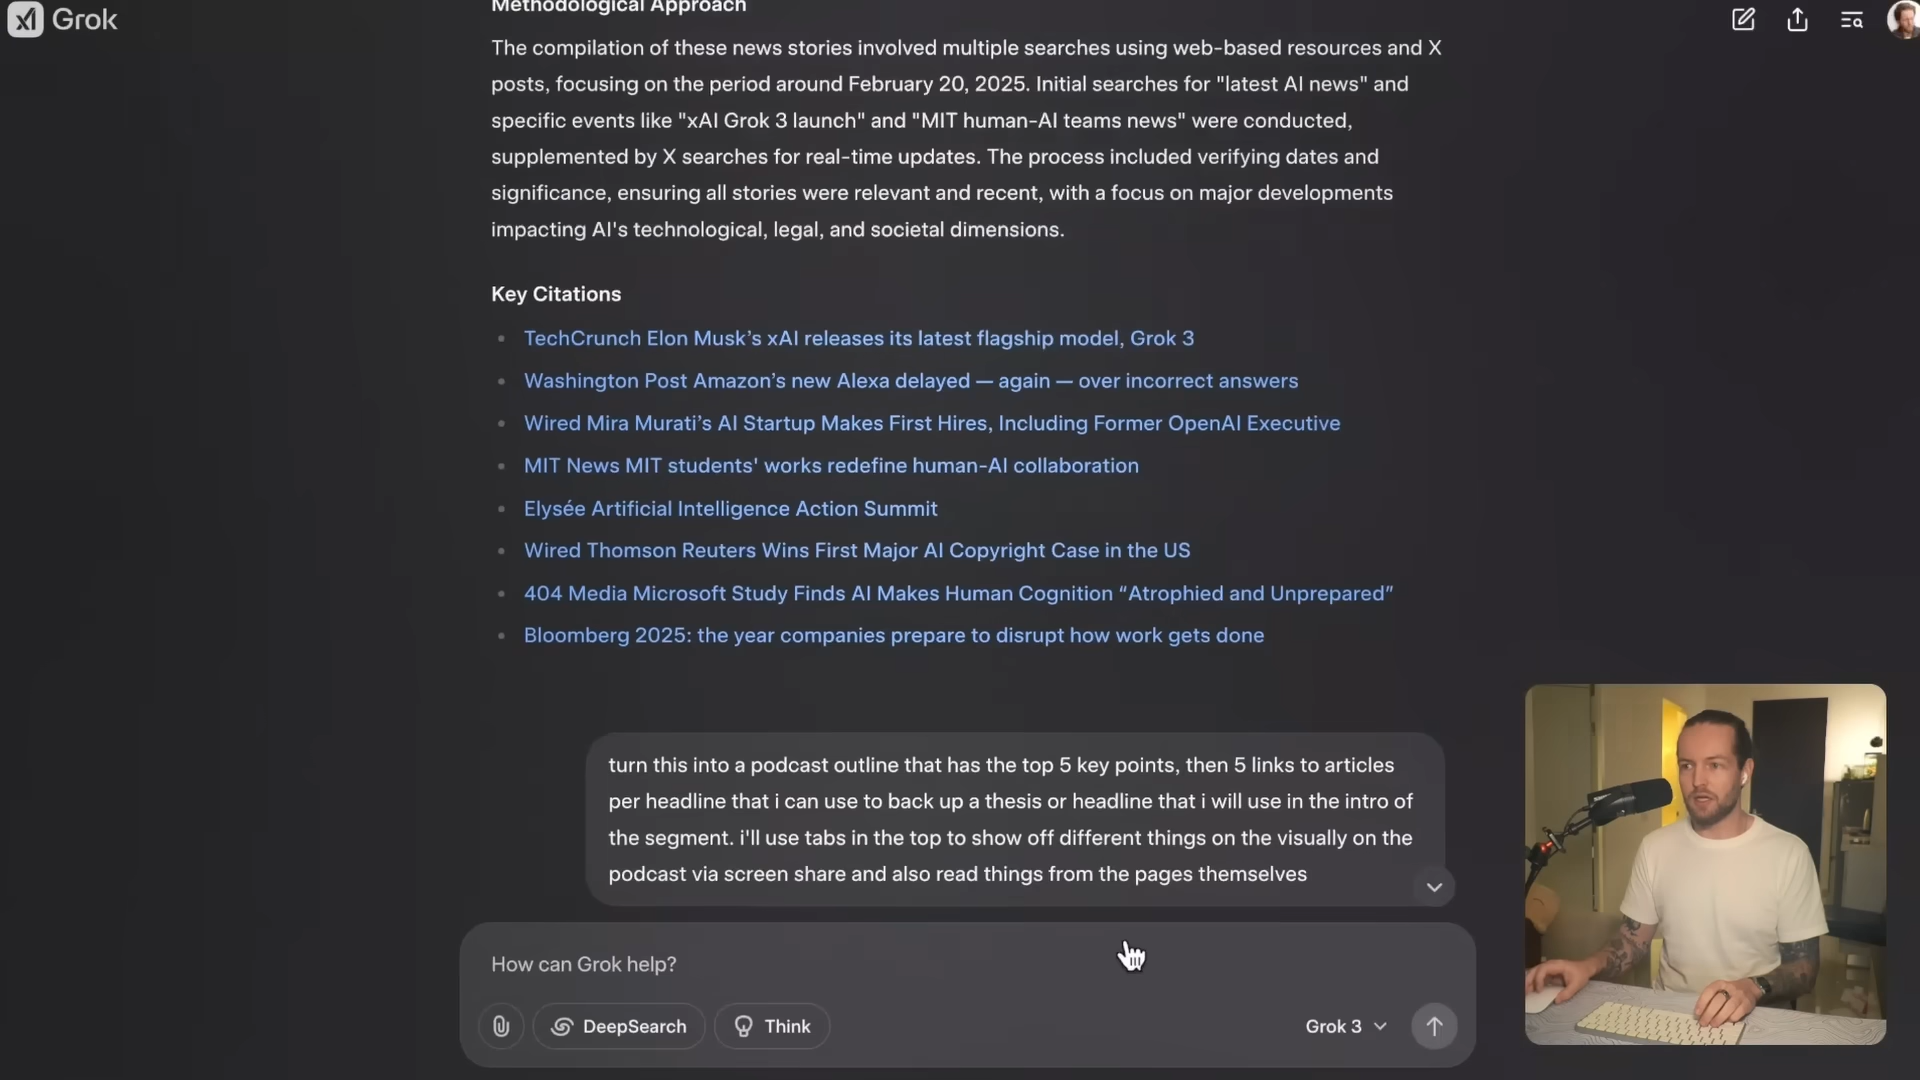 Grok
Methodological Approach
The compilation of these news stories involved multiple searches using web-based resources and X
posts, focusing on the period around February 20, 2025. Initial searches for "latest AI news" and
specific events like "xAI Grok 3 launch" and "MIT human-AI teams news" were conducted,
supplemented by X searches for real-time updates. The process included verifying dates and
significance, ensuring all stories were relevant and recent, with a focus on major developments
impacting AI's technological, legal, and societal dimensions.
Key Citations
TechCrunch Elon Musk’s xAI releases its latest flagship model, Grok 3
Washington Post Amazon’s new Alexa delayed — again — over incorrect answers
Wired Mira Murati’s AI Startup Makes First Hires, Including Former OpenAI Executive
MIT News MIT students' works redefine human-AI collaboration
Elysée Artificial Intelligence Action Summit
Wired Thomson Reuters Wins First Major AI Copyright Case in the US
404 Media Microsoft Study Finds AI Makes Human Cognition “Atrophied and Unprepared”
Bloomberg 2025: the year companies prepare to disrupt how work gets done
turn this into a podcast outline that has the top 5 key points, then 5 links to articles
per headline that i can use to back up a thesis or headline that i will use in the intro of
the segment. i'll use tabs in the top to show off different things on the visually on the
podcast via screen share and also read things from the pages themselves
How can Grok help?
DeepSearch
Think
Grok 3